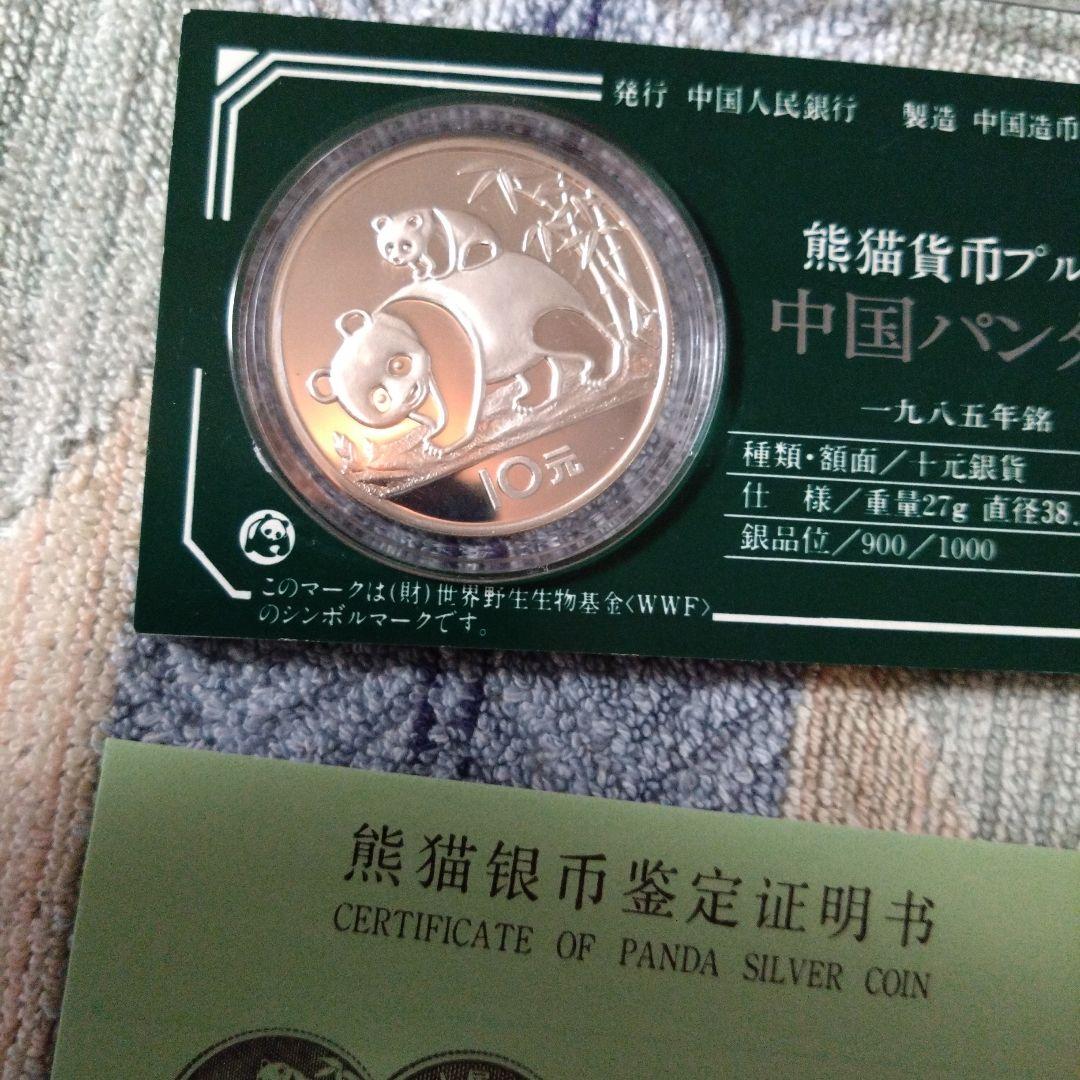 発行 中国人民銀行 製造 中国造币
熊猫貨币プル
中国パンダ
一九八五年銘
種類・額面/十元銀貨
仕 様/重量27g 直径38.
銀品位/900/1000
10元
このマークは(財)世界野生生物基金〈WWF〉
のシンボルマークです。
熊猫银币鉴定证明书
CERTIFICATE OF PANDA SILVER COIN